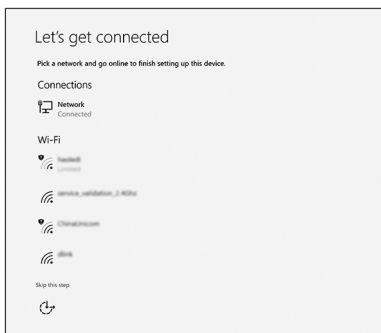 Let's get connected
Pick a network and go online to finish setting up this device.
Connections
Network
Connected
Wi-Fi
Limited
service_validation_2.4Ghz
ChinaUnicom
dlink
Skip this step